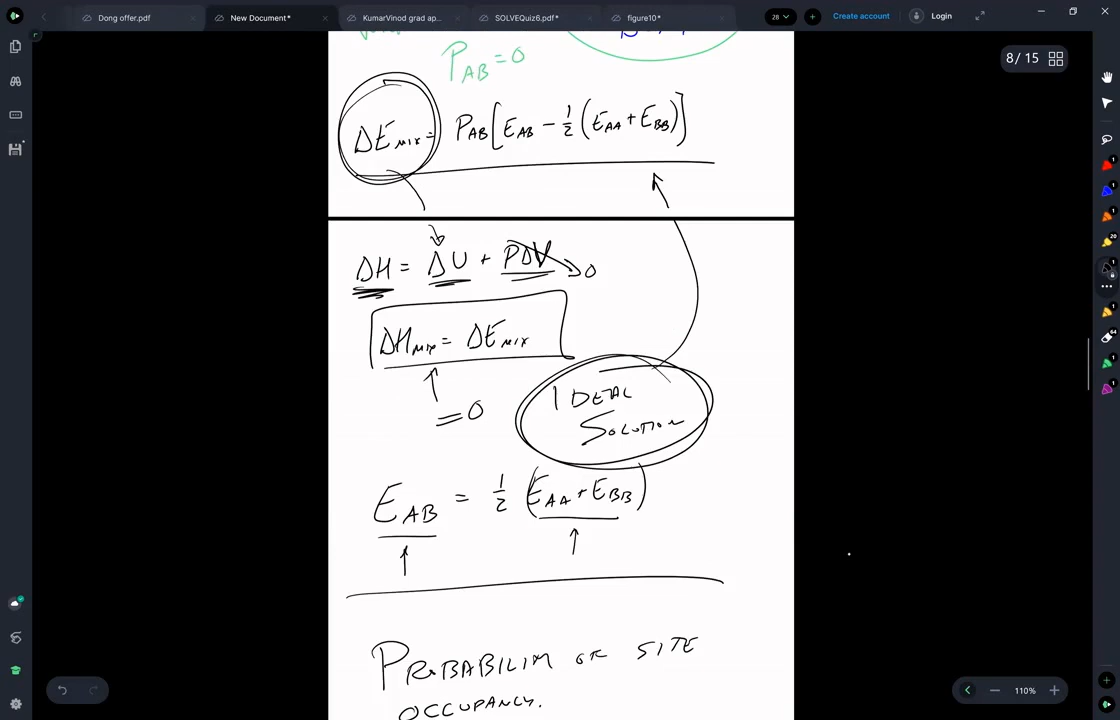 Dong offer.pdf
New Document*
KumarVinod grad ap...
SOLVEQuiz6.pdf*
figure10*
28
Create account
Login
8 / 15
P_AB = 0
ΔE_MIX = P_AB [E_AB - 1/2 (E_AA + E_BB)]
ΔH = ΔU + PΔV → 0
ΔH_MIX = ΔE_MIX
= 0
IDEAL
SOLUTION
E_AB = 1/2 (E_AA + E_BB)
PROBABILITY OF SITE
OCCUPANCY.
110%